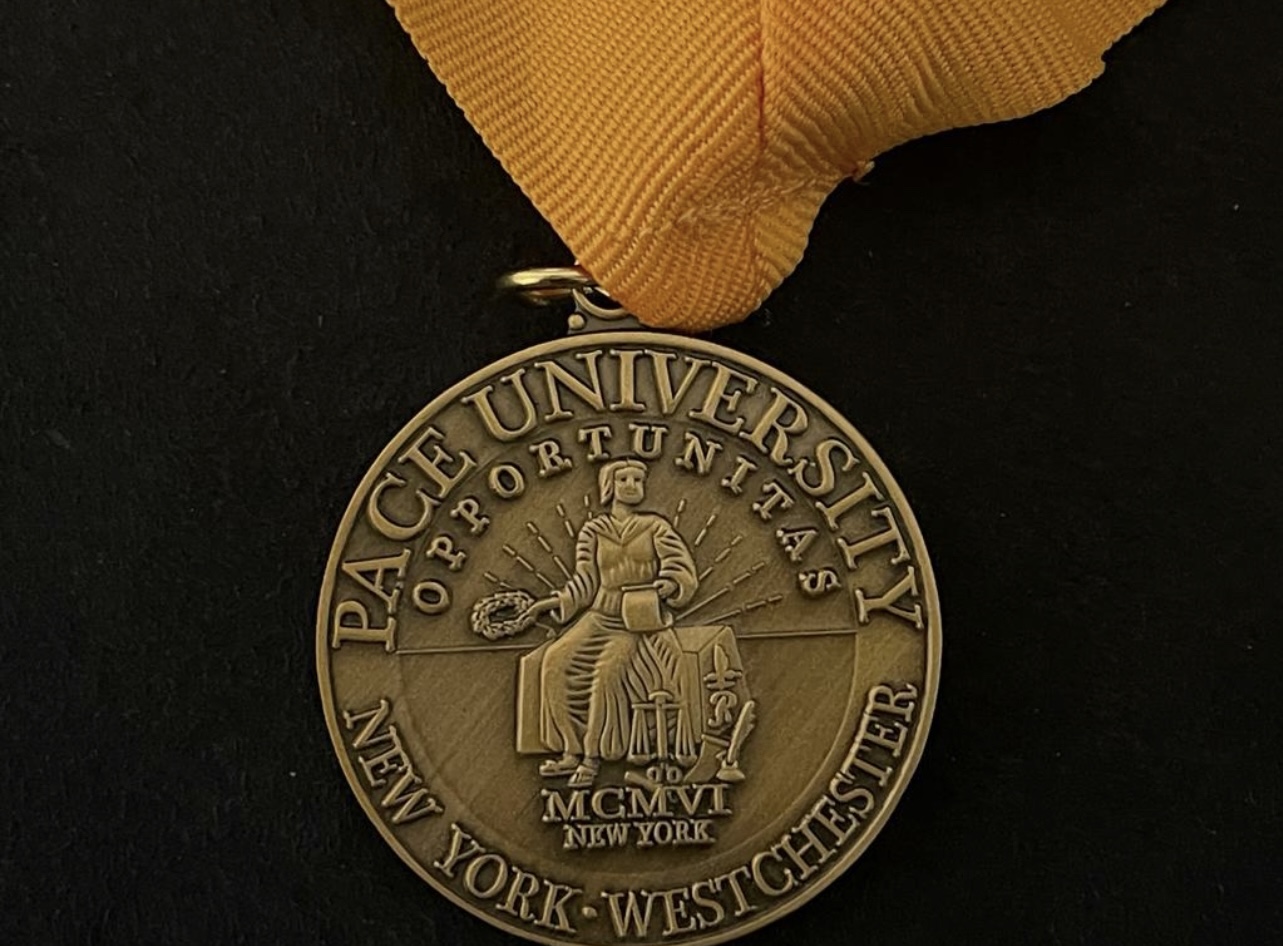 PACE UNIVERSITY
OPPORTUNITAS
MCMVI
NEW YORK
NEW YORK · WESTCHESTER